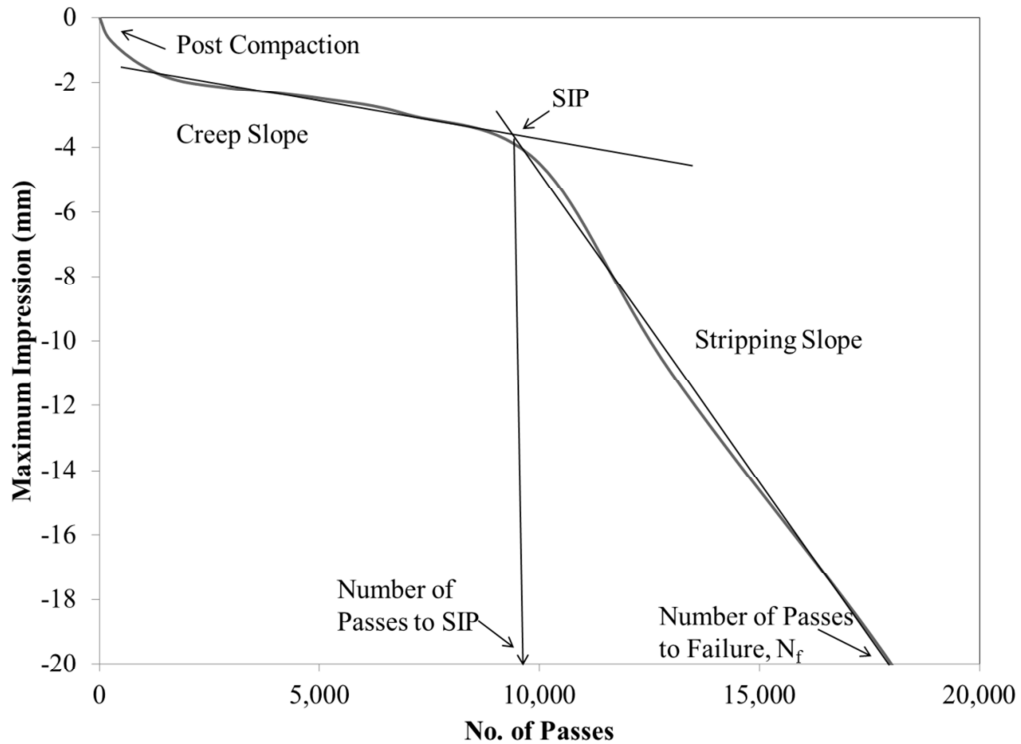 0
-2
-4
-6
-8
-10
-12
-14
-16
-18
-20
Maximum Impression (mm)
Post Compaction
SIP
Creep Slope
Stripping Slope
Number of
Passes to SIP
Number of Passes
to Failure, Nf
0
5,000
10,000
15,000
20,000
No. of Passes